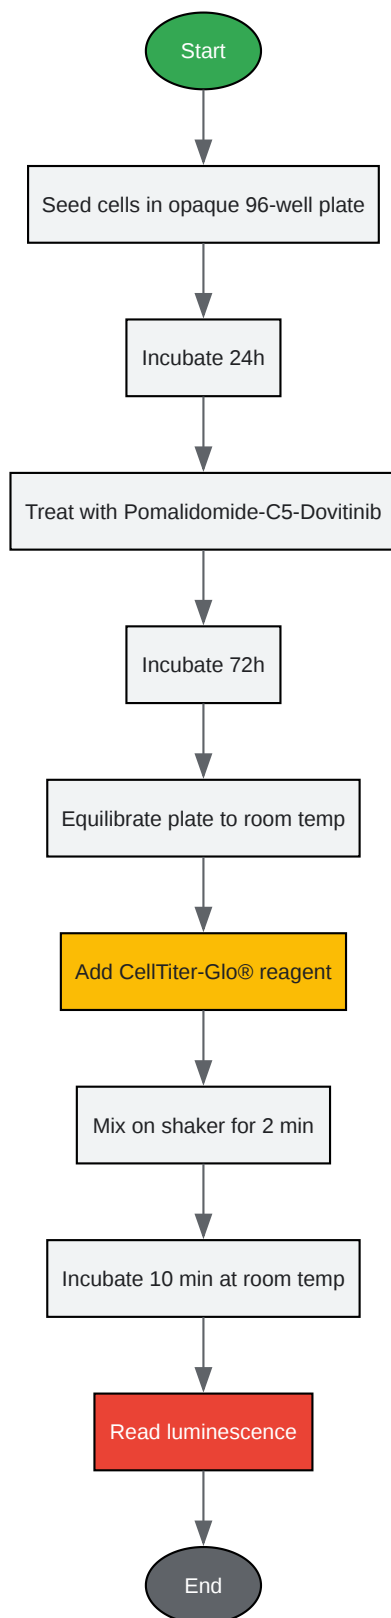 Start
Seed cells in opaque 96-well plate
Incubate 24h
Treat with Pomalidomide-C5-Dovitinib
Incubate 72h
Equilibrate plate to room temp
Add CellTiter-Glo® reagent
Mix on shaker for 2 min
Incubate 10 min at room temp
Read luminescence
End